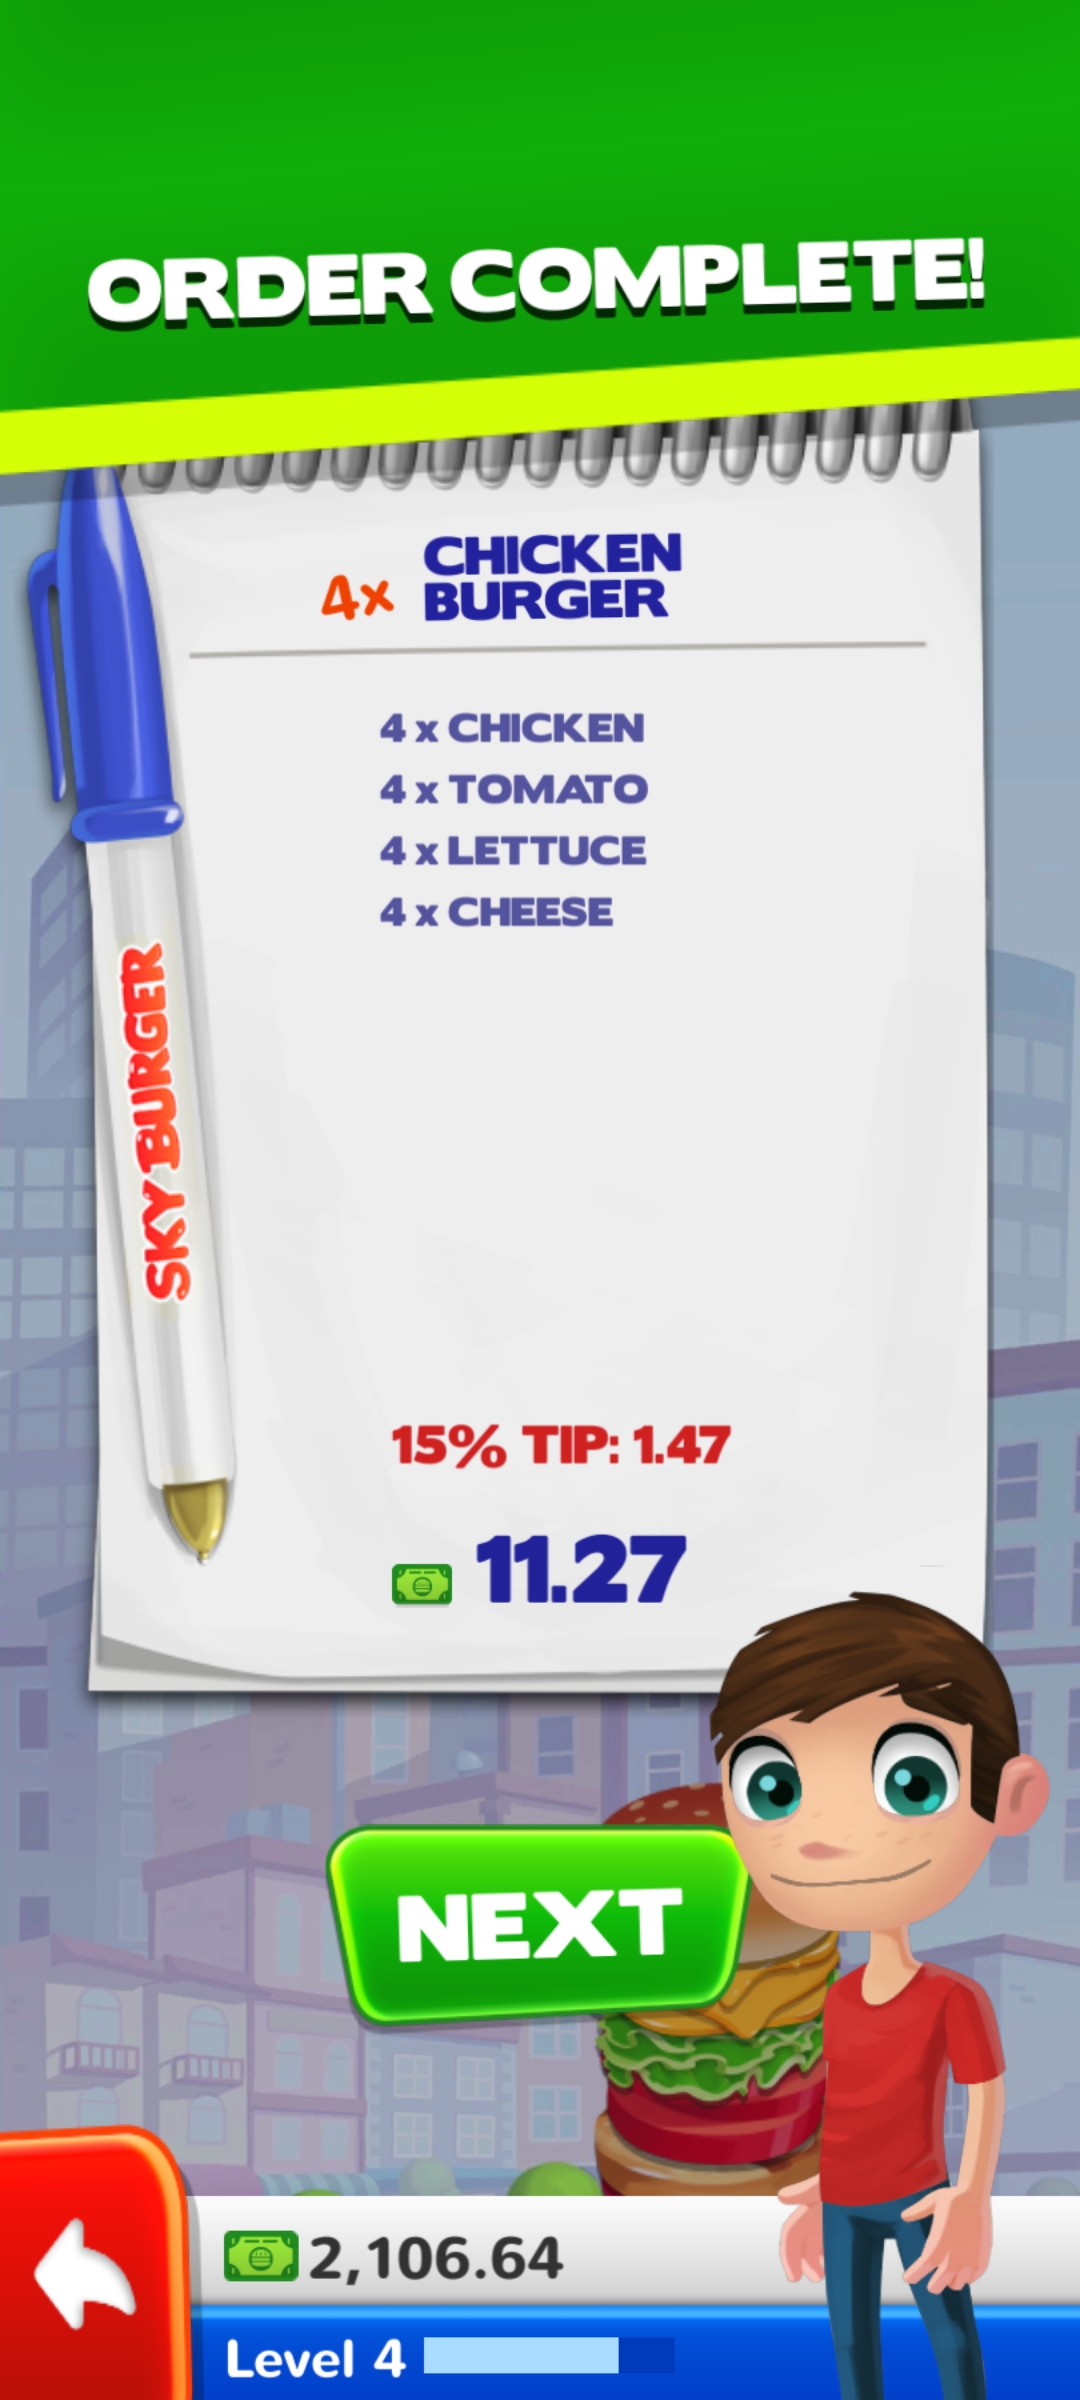 ORDER COMPLETE!
4x CHICKEN
BURGER
4 x CHICKEN
4 x TOMATO
4 x LETTUCE
4 x CHEESE
SKY BURGER
15% TIP: 1.47
11.27
NEXT
2,106.64
Level 4